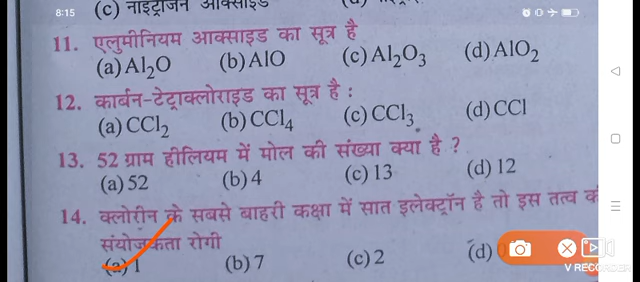 8:15
(c) नाइट्रोजन ऑक्साइड (d)
11. एलुमीनियम आक्साइड का सूत्र है
(a) Al₂O (b) AlO (c) Al₂O₃ (d) AlO₂
12. कार्बन-टेट्राक्लोराइड का सूत्र है :
(a) CCl₂ (b) CCl₄ (c) CCl₃ (d) CCl
13. 52 ग्राम हीलियम में मोल की संख्या क्या है ?
(a) 52 (b) 4 (c) 13 (d) 12
14. क्लोरीन के सबसे बाहरी कक्षा में सात इलेक्ट्रॉन है तो इस तत्व की
संयोजकता रोगी
(a) 1 (b) 7 (c) 2 (d)
V RECORDER